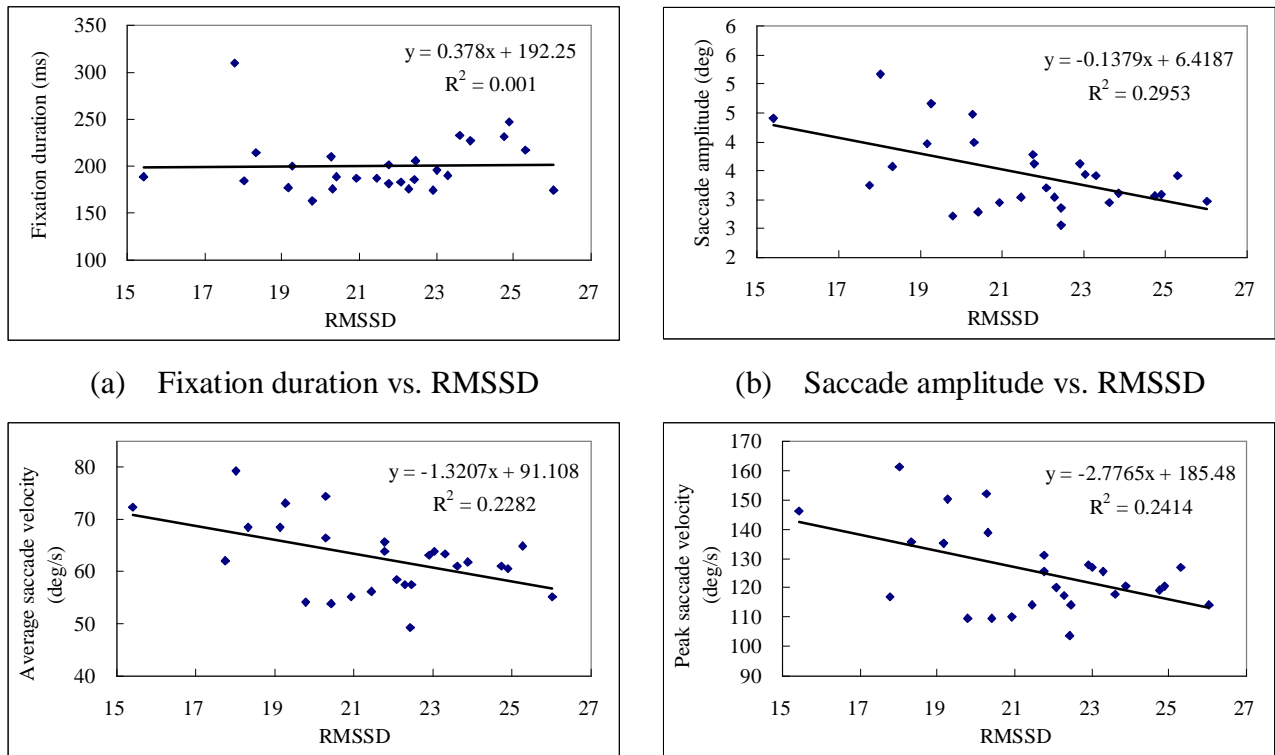 350
300
250
200
150
100
Fixation duration (ms)
y = 0.378x + 192.25
R² = 0.001
15 17 19 21 23 25 27
RMSSD
(a) Fixation duration vs. RMSSD
6
5
5
4
4
3
3
2
2
Saccade amplitude (deg)
y = -0.1379x + 6.4187
R² = 0.2953
15 17 19 21 23 25 27
RMSSD
(b) Saccade amplitude vs. RMSSD
80
70
60
50
40
Average saccade velocity
(deg/s)
y = -1.3207x + 91.108
R² = 0.2282
15 17 19 21 23 25 27
RMSSD
170
160
150
140
130
120
110
100
90
Peak saccade velocity
(deg/s)
y = -2.7765x + 185.48
R² = 0.2414
15 17 19 21 23 25 27
RMSSD